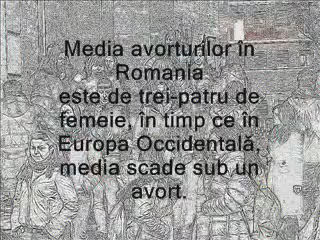 Media avorturilor în
Romania
este de trei-patru de
femeie, în timp ce în
Europa Occidentală,
media scade sub un
avort.